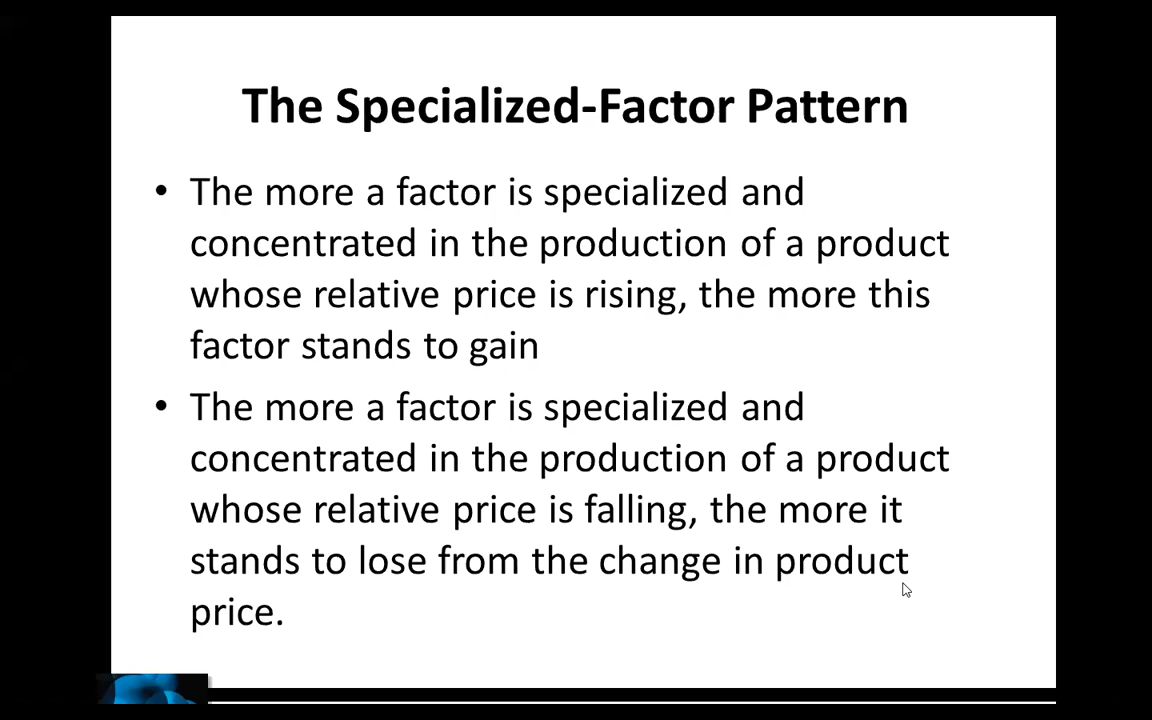 The Specialized-Factor Pattern
• The more a factor is specialized and
concentrated in the production of a product
whose relative price is rising, the more this
factor stands to gain
• The more a factor is specialized and
concentrated in the production of a product
whose relative price is falling, the more it
stands to lose from the change in product
price.